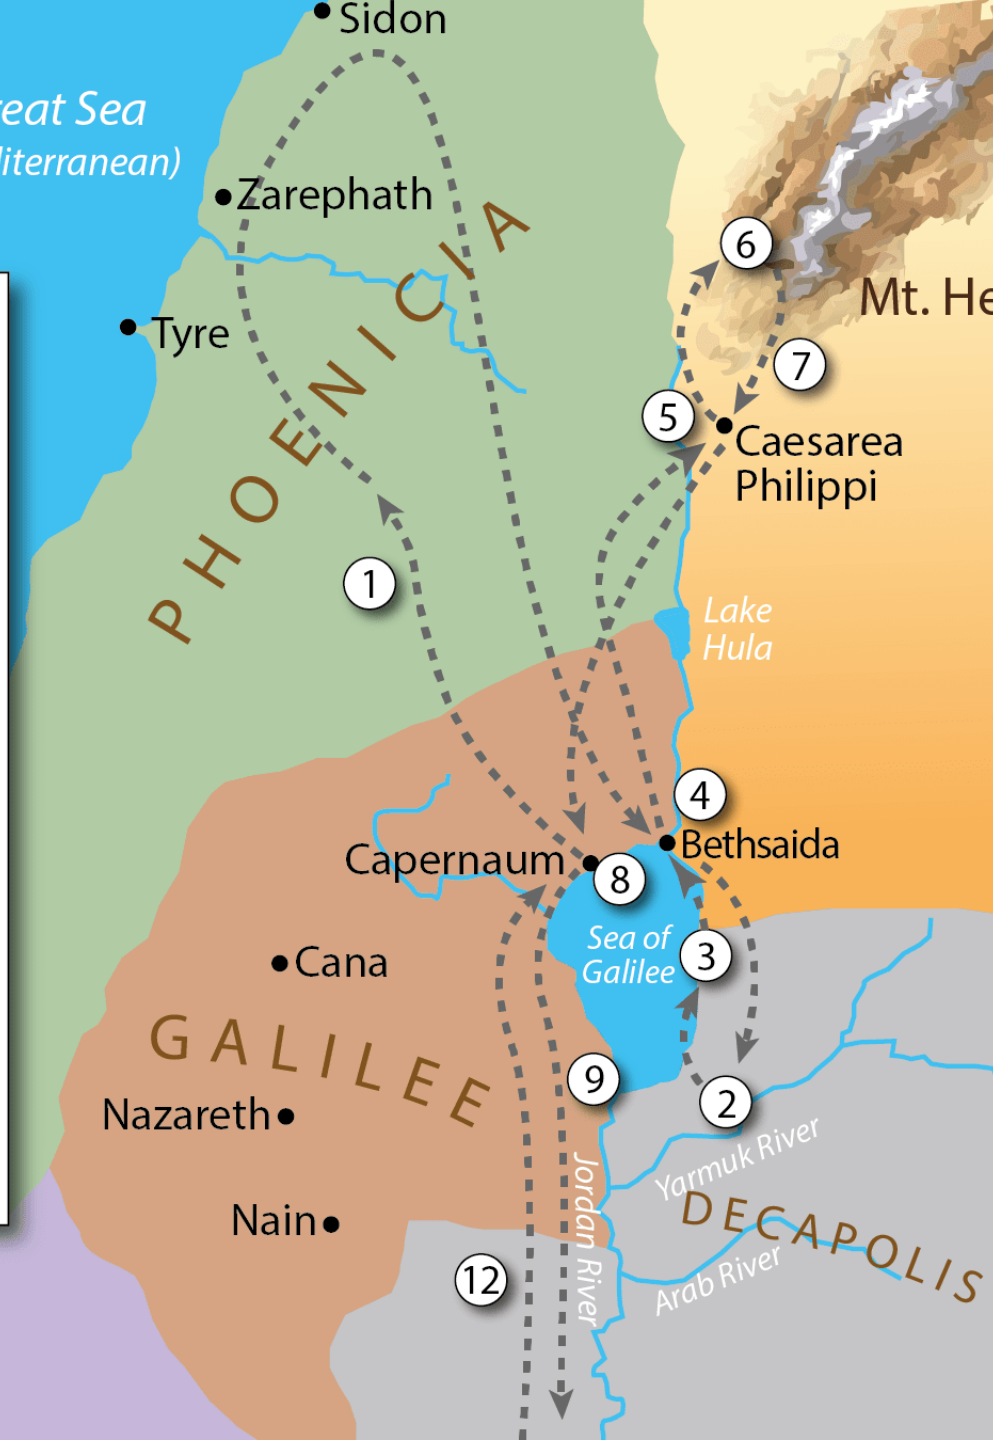 Sidon
eat Sea
iterranean)
Zarephath
6
Mt. He
Tyre
7
PHOENICIA
5
Caesarea
Philippi
1
Lake
Hula
4
Bethsaida
Capernaum
8
Sea of
Galilee
3
Cana
GALILEE
9
2
Nazareth
Yarmuk River
Jordan River
DECAPOLIS
Nain
Arab River
12